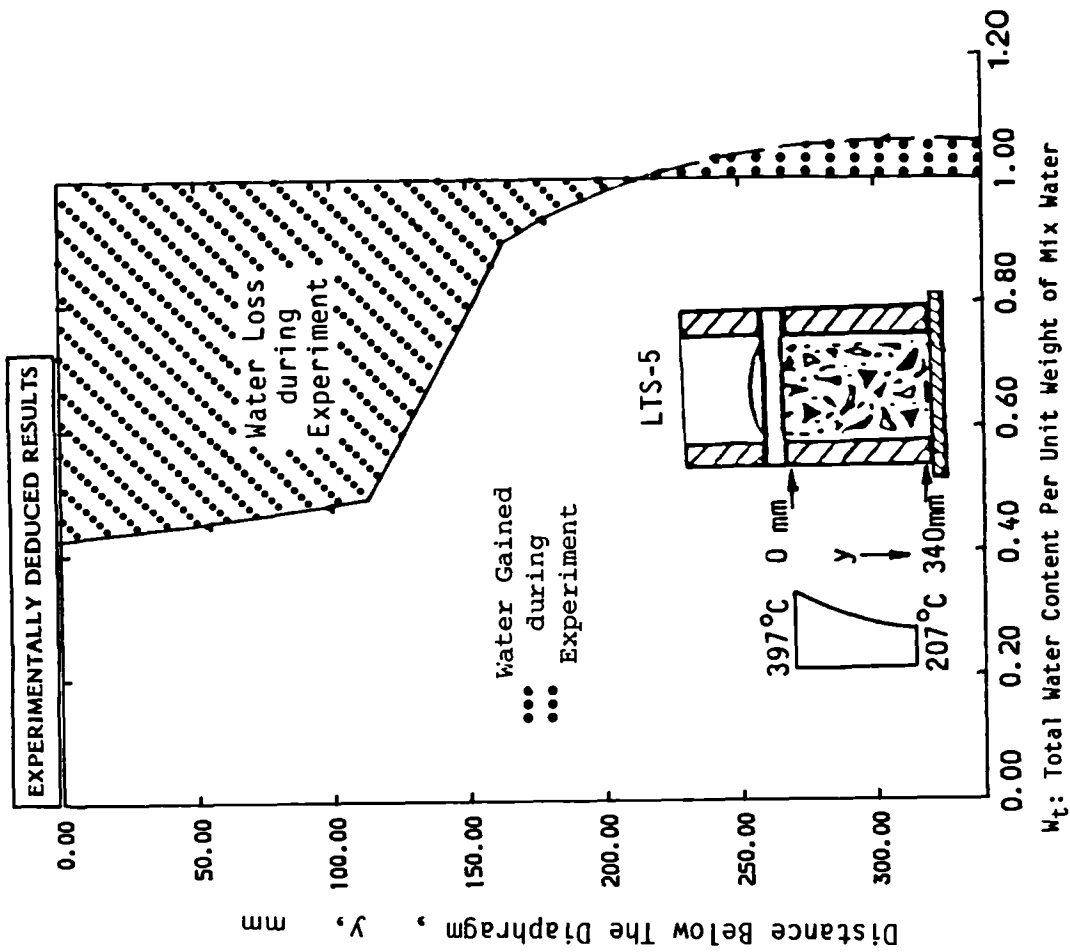 EXPERIMENTALLY DEDUCED RESULTS
Distance Below The Diaphragm , y, mm
0.00
50.00
100.00
150.00
200.00
250.00
300.00
Water Loss
during
Experiment
Water Gained
during
Experiment
LTS-5
397°C
0 mm
y
207°C
340mm
0.00
0.20
0.40
0.60
0.80
1.00
1.20
Wt: Total Water Content Per Unit Weight of Mix Water